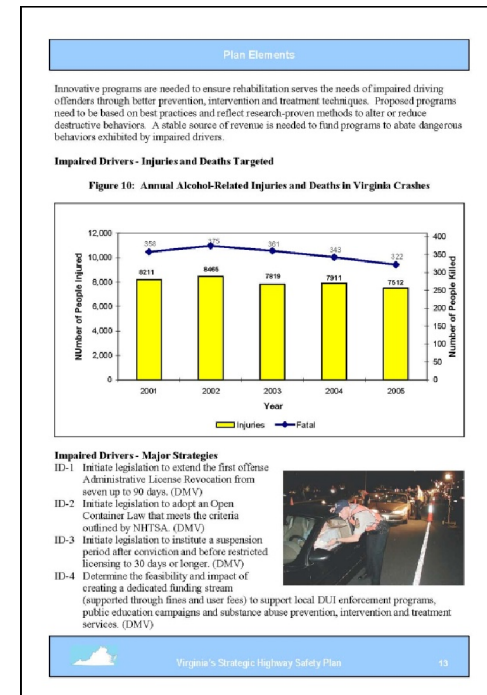 Plan Elements
Innovative programs are needed to ensure rehabilitation serves the needs of impaired driving
offenders through better prevention, intervention and treatment techniques. Proposed programs
need to be based on best practices and reflect research-proven methods to alter or reduce
destructive behaviors. A stable source of revenue is needed to fund programs to abate dangerous
behaviors exhibited by impaired drivers.
Impaired Drivers - Injuries and Deaths Targeted
Figure 10: Annual Alcohol-Related Injuries and Deaths in Virginia Crashes
NUmber of People Injured
12,000
10,000
8,000
6,000
4,000
2,000
0
358
375
361
343
322
8211
8465
7819
7911
7512
400
350
300
250
200
150
100
50
0
Number of People Killed
2001
2002
2003
2004
2005
Year
Injuries
Fatal
Impaired Drivers - Major Strategies
ID-1 Initiate legislation to extend the first offense
Administrative License Revocation from
seven up to 90 days. (DMV)
ID-2 Initiate legislation to adopt an Open
Container Law that meets the criteria
outlined by NHTSA. (DMV)
ID-3 Initiate legislation to institute a suspension
period after conviction and before restricted
licensing to 30 days or longer. (DMV)
ID-4 Determine the feasibility and impact of
creating a dedicated funding stream
(supported through fines and user fees) to support local DUI enforcement programs,
public education campaigns and substance abuse prevention, intervention and treatment
services. (DMV)
Virginia's Strategic Highway Safety Plan
13